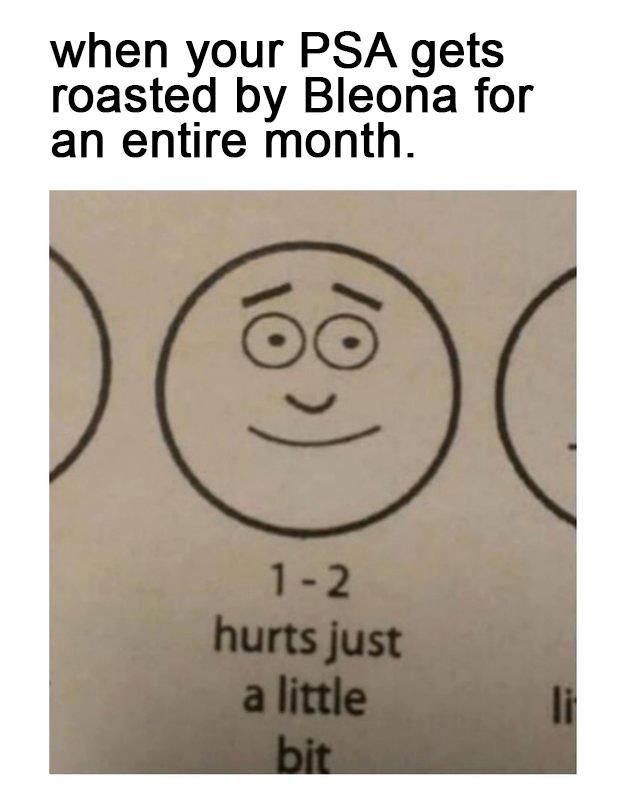 when your PSA gets
roasted by Bleona for
an entire month.
1 - 2
hurts just
a little
bit